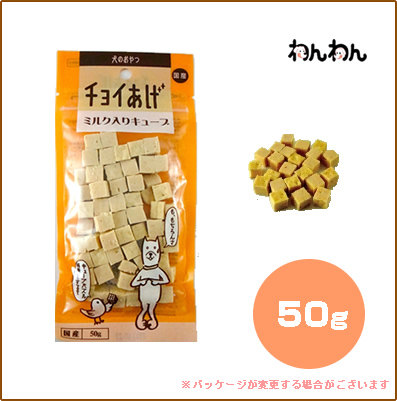 犬のおやつ
国産
チョイあげ
ミルク入りキューブ
国産 50g
わんわん
50g
※パッケージが変更する場合がございます